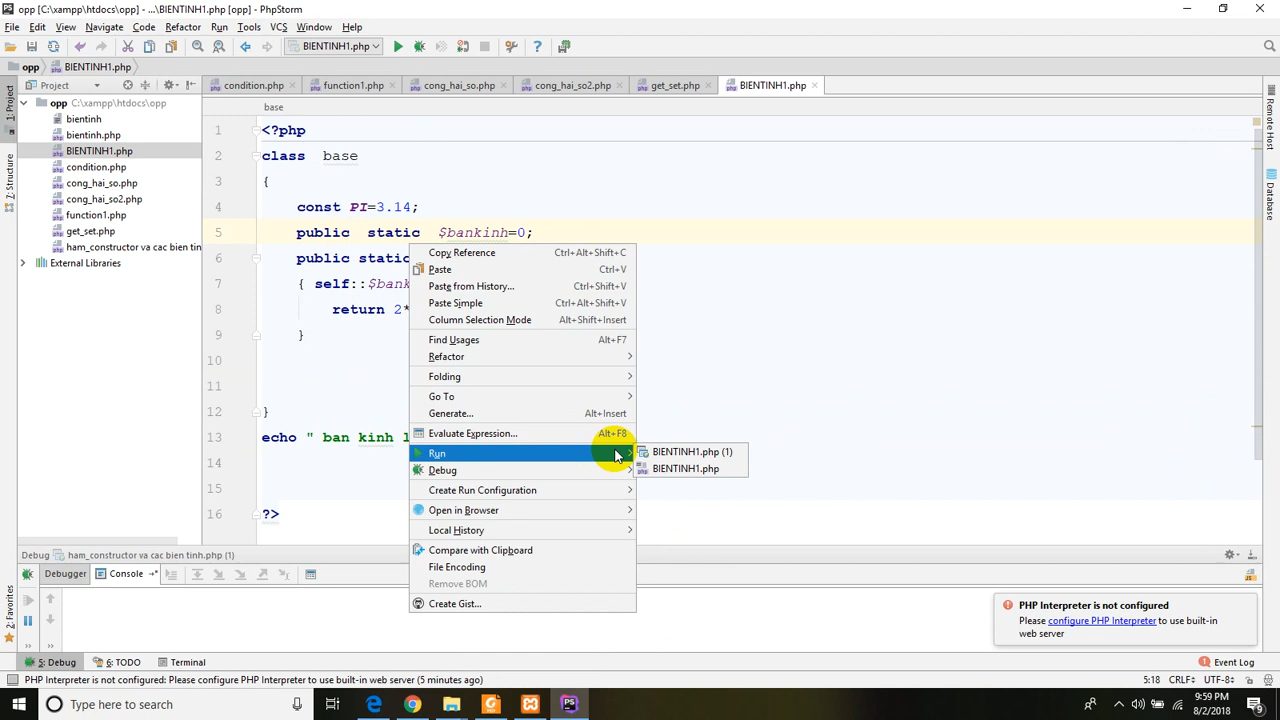 opp [C:\xampp\htdocs\opp] - ...\BIENTINH1.php [opp] - PhpStorm
File Edit View Navigate Code Refactor Run Tools VCS Window Help
BIENTINH1.php
opp BIENTINH1.php
Project
condition.php function1.php cong_hai_so.php cong_hai_so2.php get_set.php BIENTINH1.php
1: Project
7: Structure
2: Favorites
Remote Host
Database
opp C:\xampp\htdocs\opp
bientinh
bientinh.php
BIENTINH1.php
condition.php
cong_hai_so.php
cong_hai_so2.php
function1.php
get_set.php
ham_constructor va cac bien tin
External Libraries
base
1 <?php
2 class base
3 {
4 const PI=3.14;
5 public static $bankinh=0;
6 public static
7 { self::$bank
8 return 2*
9 }
10
11
12 }
13 echo " ban kinh l
14
15
16 ?>
Copy Reference Ctrl+Alt+Shift+C
Paste Ctrl+V
Paste from History... Ctrl+Shift+V
Paste Simple Ctrl+Alt+Shift+V
Column Selection Mode Alt+Shift+Insert
Find Usages Alt+F7
Refactor
Folding
Go To
Generate... Alt+Insert
Evaluate Expression... Alt+F8
Run
Debug
Create Run Configuration
Open in Browser
Local History
Compare with Clipboard
File Encoding
Remove BOM
Create Gist...
BIENTINH1.php (1)
BIENTINH1.php
Debug ham_constructor va cac bien tinh.php (1)
Debugger Console
PHP Interpreter is not configured
Please configure PHP Interpreter to use built-in
web server
5: Debug 6: TODO Terminal Event Log
PHP Interpreter is not configured: Please configure PHP Interpreter to use built-in web server (5 minutes ago) 5:18 CRLF÷ UTF-8÷
Type here to search
9:59 PM
8/2/2018